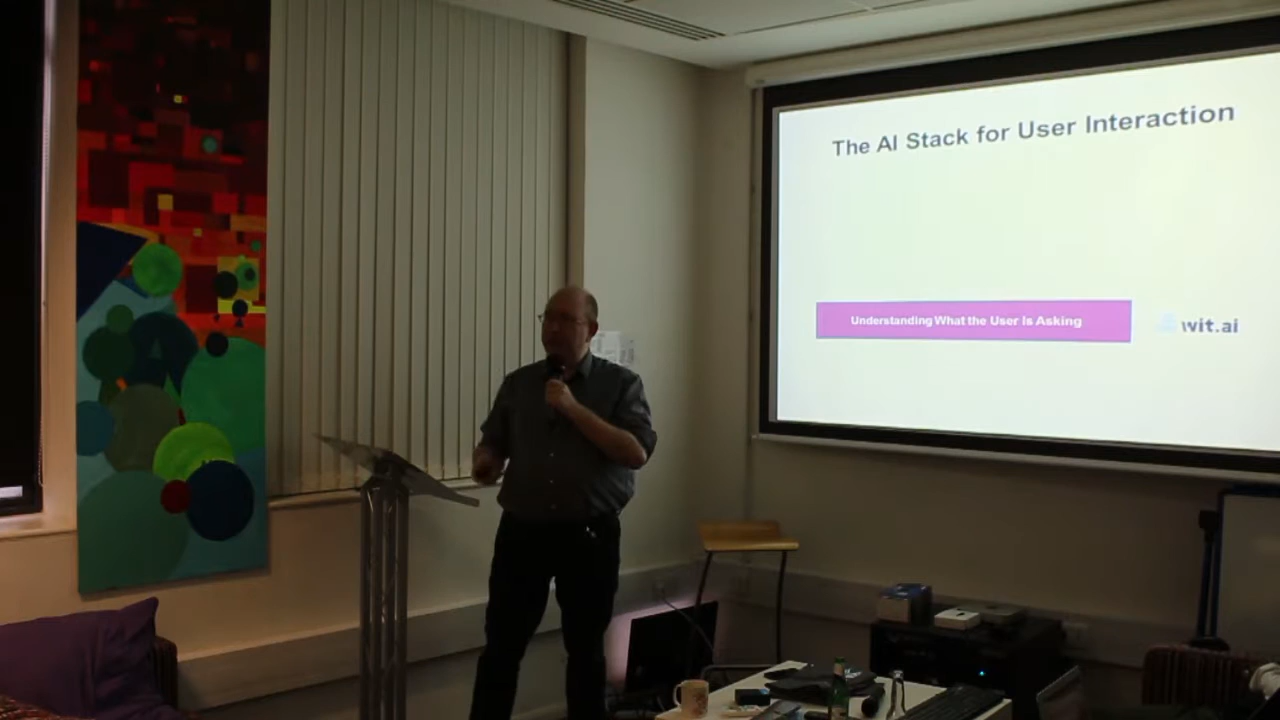 The AI Stack for User Interaction
Understanding What the User Is Asking
wit.ai